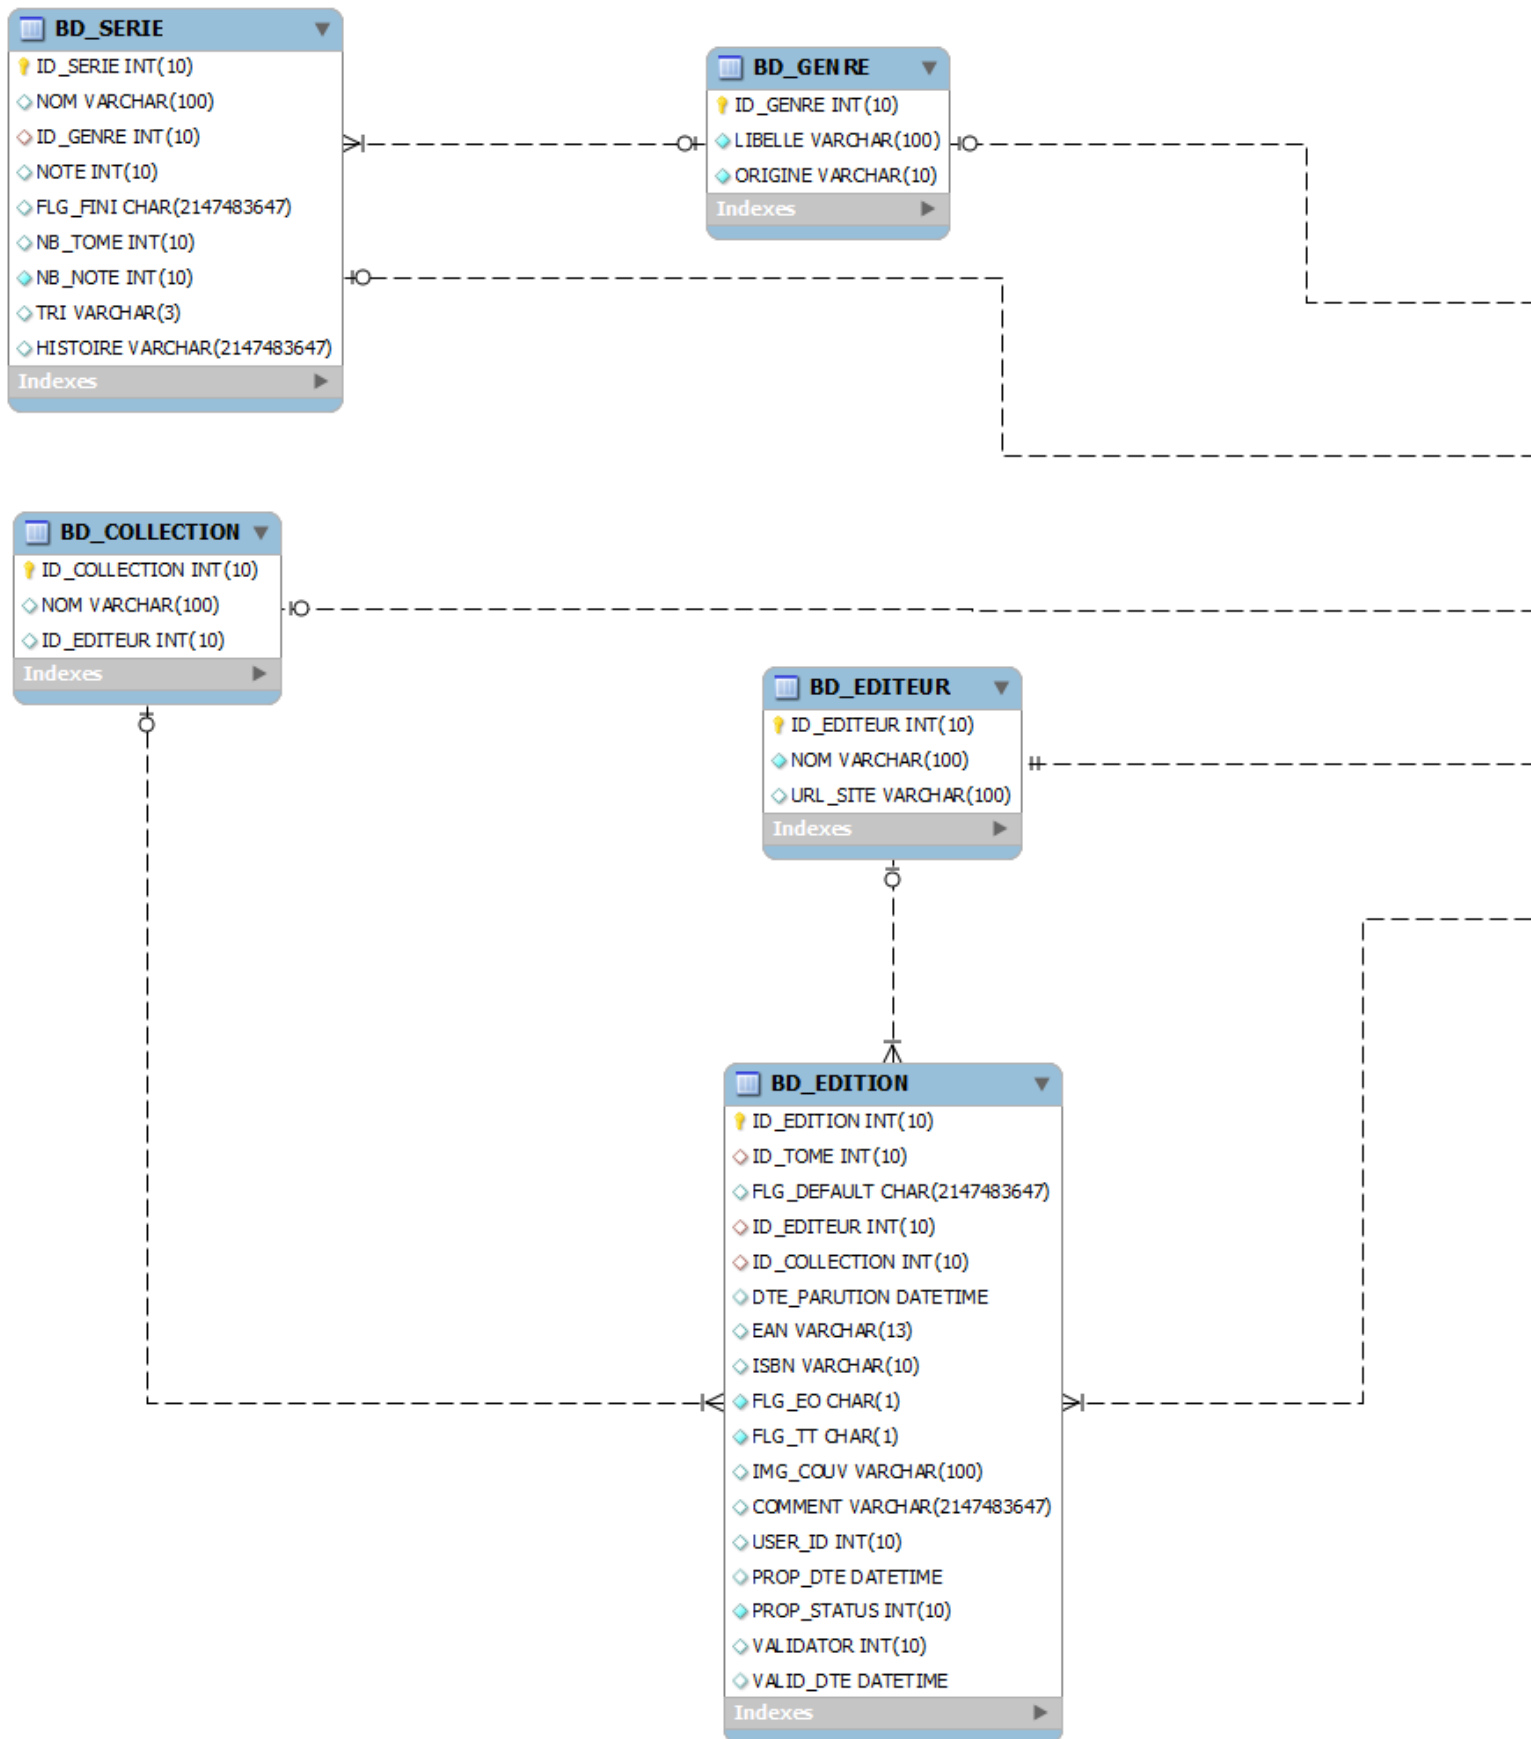 BD_SERIE
ID_SERIE INT(10)
NOM VARCHAR(100)
ID_GENRE INT(10)
NOTE INT(10)
FLG_FINI CHAR(2147483647)
NB_TOME INT(10)
NB_NOTE INT(10)
TRI VARCHAR(3)
HISTOIRE VARCHAR(2147483647)
Indexes
BD_GENRE
ID_GENRE INT(10)
LIBELLE VARCHAR(100)
ORIGINE VARCHAR(10)
Indexes
BD_COLLECTION
ID_COLLECTION INT(10)
NOM VARCHAR(100)
ID_EDITEUR INT(10)
Indexes
BD_EDITEUR
ID_EDITEUR INT(10)
NOM VARCHAR(100)
URL_SITE VARCHAR(100)
Indexes
BD_EDITION
ID_EDITION INT(10)
ID_TOME INT(10)
FLG_DEFAULT CHAR(2147483647)
ID_EDITEUR INT(10)
ID_COLLECTION INT(10)
DTE_PARUTION DATETIME
EAN VARCHAR(13)
ISBN VARCHAR(10)
FLG_EO CHAR(1)
FLG_TT CHAR(1)
IMG_COUV VARCHAR(100)
COMMENT VARCHAR(2147483647)
USER_ID INT(10)
PROP_DTE DATETIME
PROP_STATUS INT(10)
VALIDATOR INT(10)
VALID_DTE DATETIME
Indexes